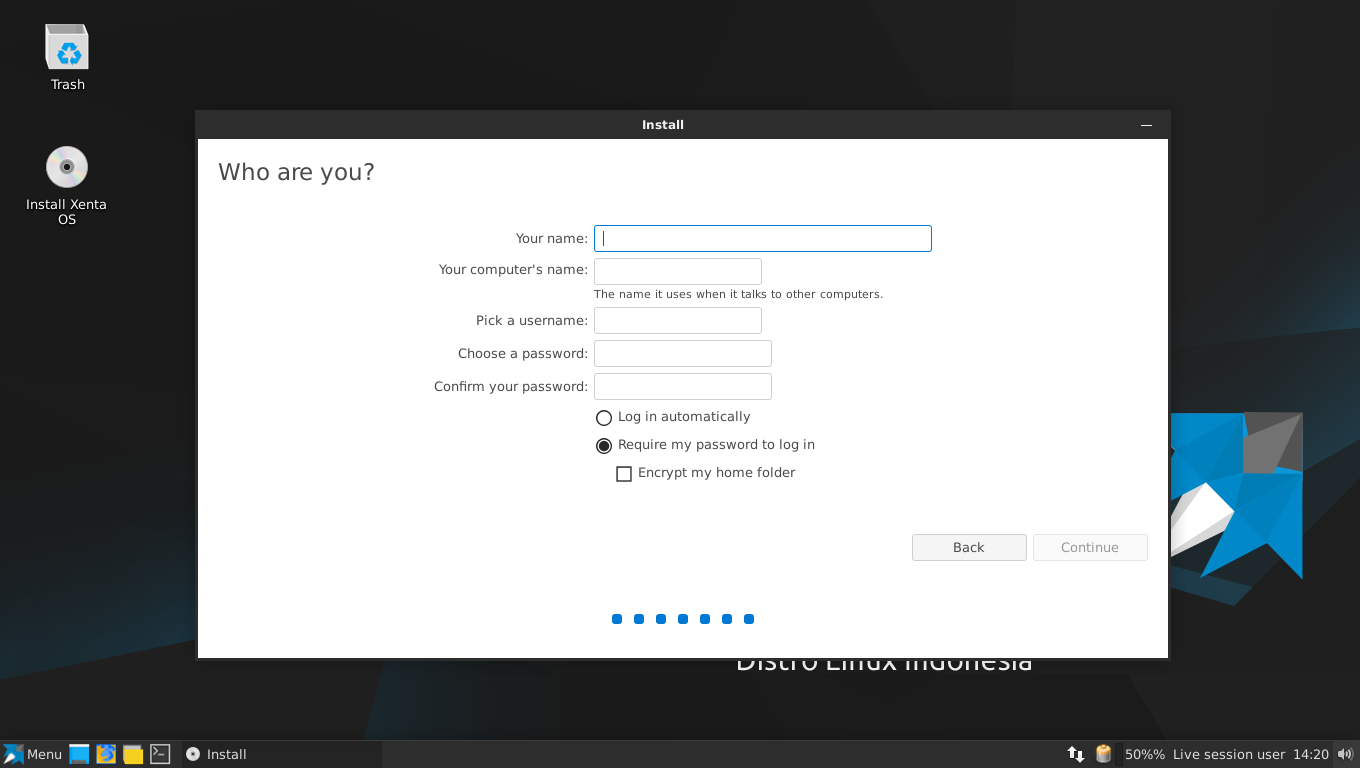 Trash
Install Xenta
OS
Install
Who are you?
Your name:
Your computer's name:
The name it uses when it talks to other computers.
Pick a username:
Choose a password:
Confirm your password:
Log in automatically
Require my password to log in
Encrypt my home folder
Back
Continue
Distro Linux Indonesia
Menu
Install
50%%
Live session user
14:20